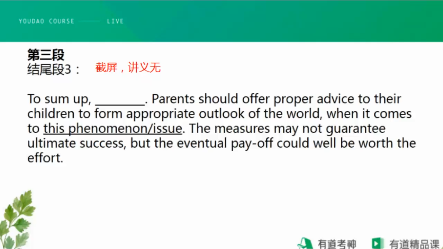 YOUDAO COURSE LIVE
第三段
结尾段3： 截屏，讲义无
To sum up, ________. Parents should offer proper advice to their
children to form appropriate outlook of the world, when it comes
to this phenomenon/issue. The measures may not guarantee
ultimate success, but the eventual pay-off could well be worth the
effort.
有道考神 有道精品课